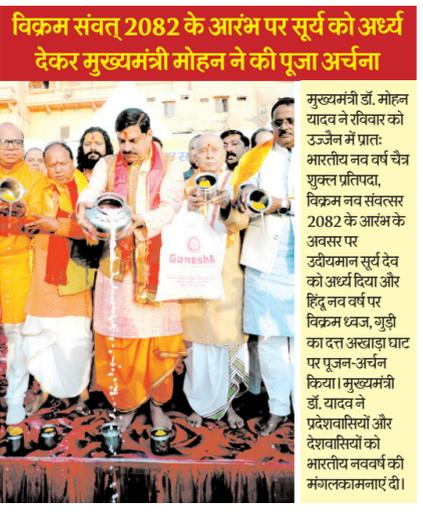 विक्रम संवत् 2082 के आरंभ पर सूर्य को अर्ध्य
देकर मुख्यमंत्री मोहन ने की पूजा अर्चना
मुख्यमंत्री डॉ. मोहन
यादव ने रविवार को
उज्जैन में प्रातः
भारतीय नव वर्ष चैत्र
शुक्ल प्रतिपदा,
विक्रम नव संवत्सर
2082 के आरंभ के
अवसर पर
उदीयमान सूर्य देव
को अर्ध्य दिया और
हिंदू नव वर्ष पर
विक्रम ध्वज, गुड़ी
का दत्त अखाड़ा घाट
पर पूजन-अर्चन
किया। मुख्यमंत्री
डॉ. यादव ने
प्रदेशवासियों और
देशवासियों को
भारतीय नववर्ष की
मंगलकामनाएं दी।
GANESHA